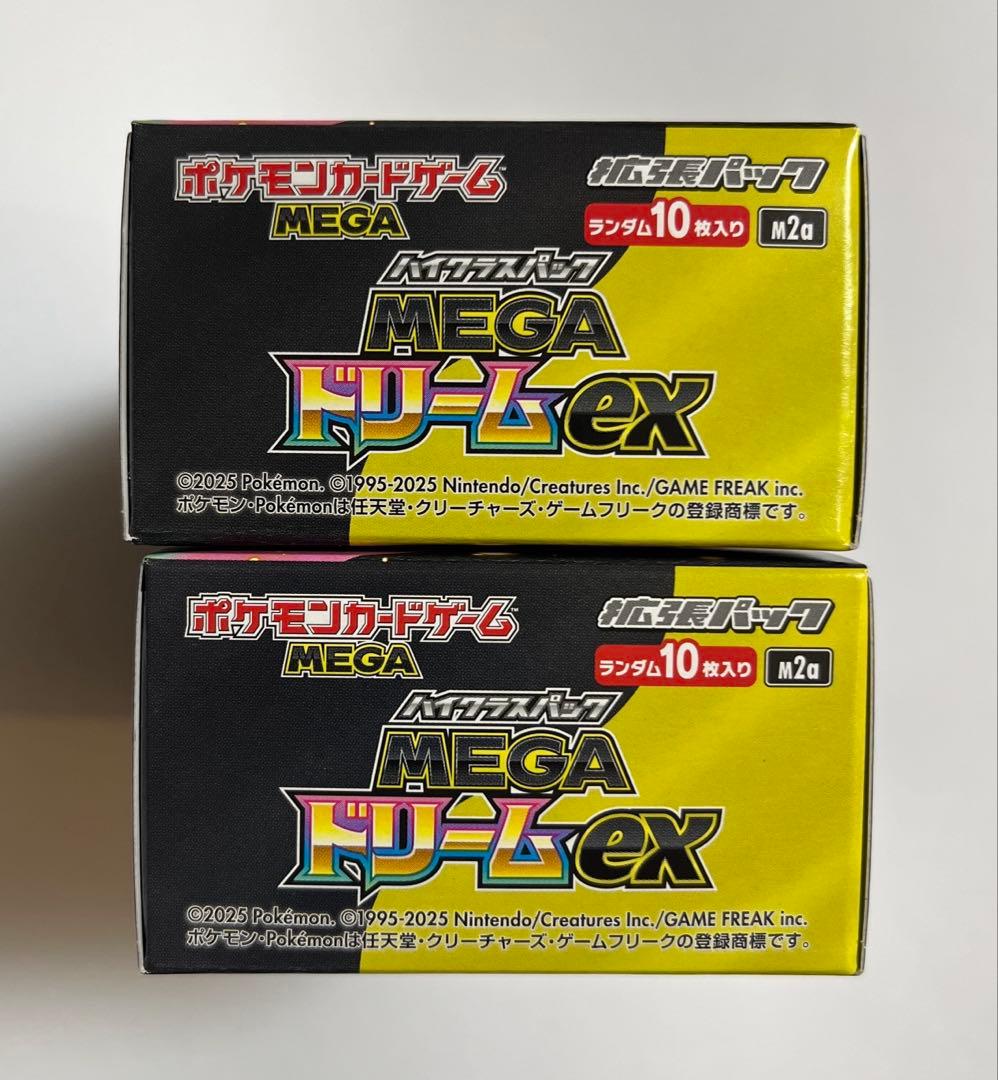 ポケモンカードゲーム™
MEGA
拡張パック
ランダム10枚入り M2a
ハイクラスパック
MEGA
ドリームex
©2025 Pokémon. ©1995-2025 Nintendo/Creatures Inc./GAME FREAK inc.
ポケモン・Pokémonは任天堂・クリーチャーズ・ゲームフリークの登録商標です。
ポケモンカードゲーム™
MEGA
拡張パック
ランダム10枚入り M2a
ハイクラスパック
MEGA
ドリームex
©2025 Pokémon. ©1995-2025 Nintendo/Creatures Inc./GAME FREAK inc.
ポケモン・Pokémonは任天堂・クリーチャーズ・ゲームフリークの登録商標です。